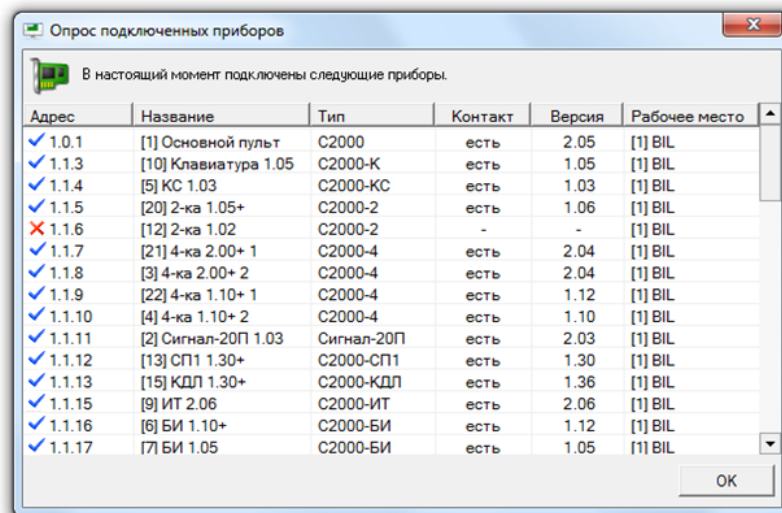 Опрос подключенных приборов
В настоящий момент подключены следующие приборы.
Адрес Название Тип Контакт Версия Рабочее место
1.0.1 [1] Основной пульт С2000 есть 2.05 [1] BIL
1.1.3 [10] Клавиатура 1.05 С2000-К есть 1.05 [1] BIL
1.1.4 [5] КС 1.03 С2000-КС есть 1.03 [1] BIL
1.1.5 [20] 2-ка 1.05+ С2000-2 есть 1.06 [1] BIL
1.1.6 [12] 2-ка 1.02 С2000-2 - - [1] BIL
1.1.7 [21] 4-ка 2.00+ 1 С2000-4 есть 2.04 [1] BIL
1.1.8 [3] 4-ка 2.00+ 2 С2000-4 есть 2.04 [1] BIL
1.1.9 [22] 4-ка 1.10+ 1 С2000-4 есть 1.12 [1] BIL
1.1.10 [4] 4-ка 1.10+ 2 С2000-4 есть 1.10 [1] BIL
1.1.11 [2] Сигнал-20П 1.03 Сигнал-20П есть 2.03 [1] BIL
1.1.12 [13] СП1 1.30+ С2000-СП1 есть 1.30 [1] BIL
1.1.13 [15] КДЛ 1.30+ С2000-КДЛ есть 1.36 [1] BIL
1.1.15 [9] ИТ 2.06 С2000-ИТ есть 2.06 [1] BIL
1.1.16 [6] БИ 1.10+ С2000-БИ есть 1.12 [1] BIL
1.1.17 [7] БИ 1.05 С2000-БИ есть 1.05 [1] BIL
OK